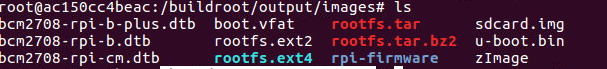 root@ac150cc4beac:/buildroot/output/images# ls
bcm2708-rpi-b-plus.dtb boot.vfat rootfs.tar sdcard.img
bcm2708-rpi-b.dtb rootfs.ext2 rootfs.tar.bz2 u-boot.bin
bcm2708-rpi-cm.dtb rootfs.ext4 rpi-firmware zImage